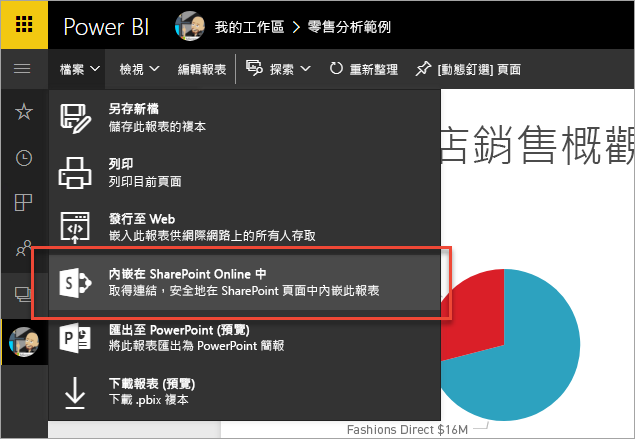 Power BI 我的工作區 > 零售分析範例
檔案 檢視 編輯報表 探索 重新整理 [動態釘選] 頁面
另存新檔
儲存此報表的複本
列印
列印目前頁面
發行至 Web
嵌入此報表供網際網路上的所有人存取
內嵌在 SharePoint Online 中
取得連結，安全地在 SharePoint 頁面中內嵌此報表
匯出至 PowerPoint (預覽)
將此報表匯出為 PowerPoint 簡報
下載報表 (預覽)
下載 .pbix 複本
店銷售概觀
Fashions Direct $16M